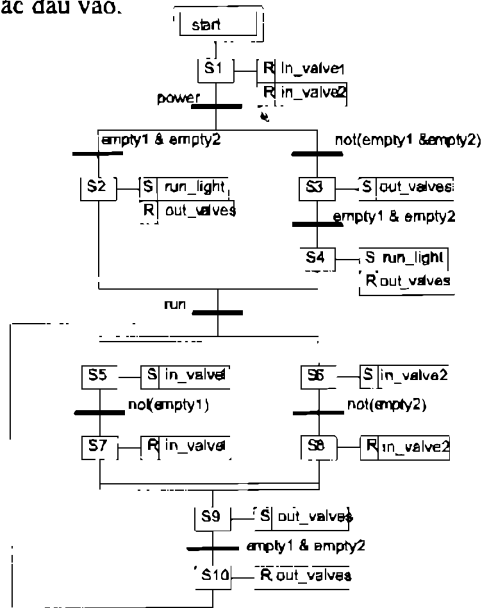 ac dau vào.
start
S1 R In_valve1
R in_valve2
power
empty1 & empty2 not(empty1 &empty2)
S2 S run_light S3 S out_valves
R out_valves
empty1 & empty2
S4 S run_light
R out_valves
run
S5 S in_valve1 S6 S in_valve2
not(empty1) not(empty2)
S7 R in_valve1 S8 R in_valve2
S9 S out_valves
empty1 & empty2
S10 R out_valves